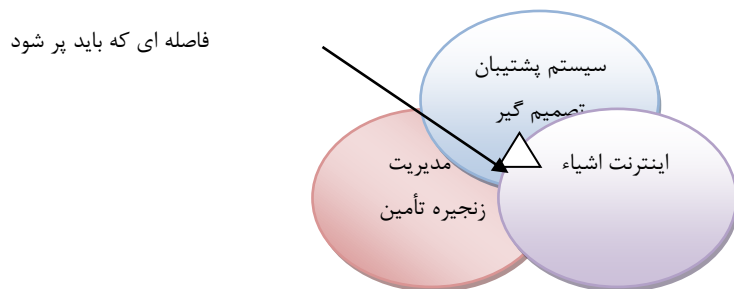 فاصله ای که باید پر شود
سیستم پشتیبان
تصمیم گیر
اینترنت اشیاء
مدیریت
زنجیره تأمین